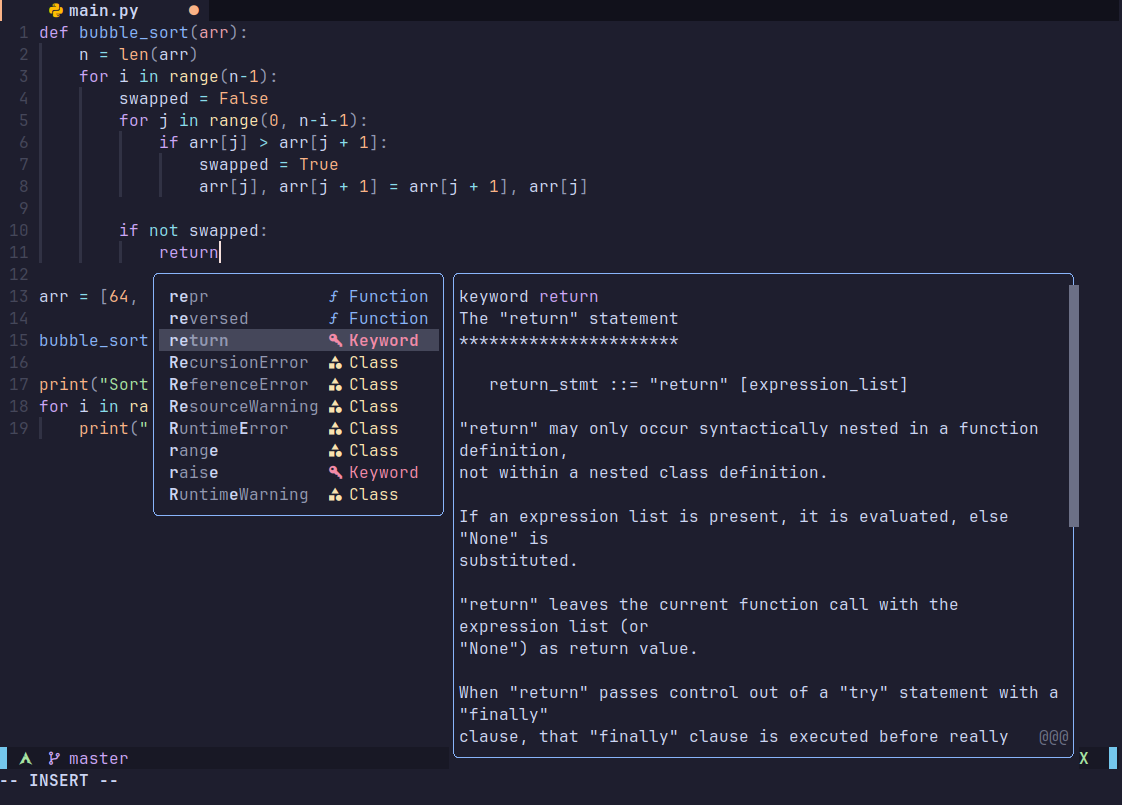 main.py
1 def bubble_sort(arr):
2     n = len(arr)
3     for i in range(n-1):
4         swapped = False
5         for j in range(0, n-i-1):
6             if arr[j] > arr[j + 1]:
7                 swapped = True
8                 arr[j], arr[j + 1] = arr[j + 1], arr[j]
9
10         if not swapped:
11             return
12
13 arr = [64,
14
15 bubble_sort
16
17 print("Sort
18 for i in ra
19     print("
repr ƒ Function
reversed ƒ Function
return Keyword
RecursionError Class
ReferenceError Class
ResourceWarning Class
RuntimeError Class
range Class
raise Keyword
RuntimeWarning Class
keyword return
The "return" statement
**********************

   return_stmt ::= "return" [expression_list]

"return" may only occur syntactically nested in a function
definition,
not within a nested class definition.

If an expression list is present, it is evaluated, else
"None" is
substituted.

"return" leaves the current function call with the
expression list (or
"None") as return value.

When "return" passes control out of a "try" statement with a
"finally"
clause, that "finally" clause is executed before really @@@
master X
-- INSERT --